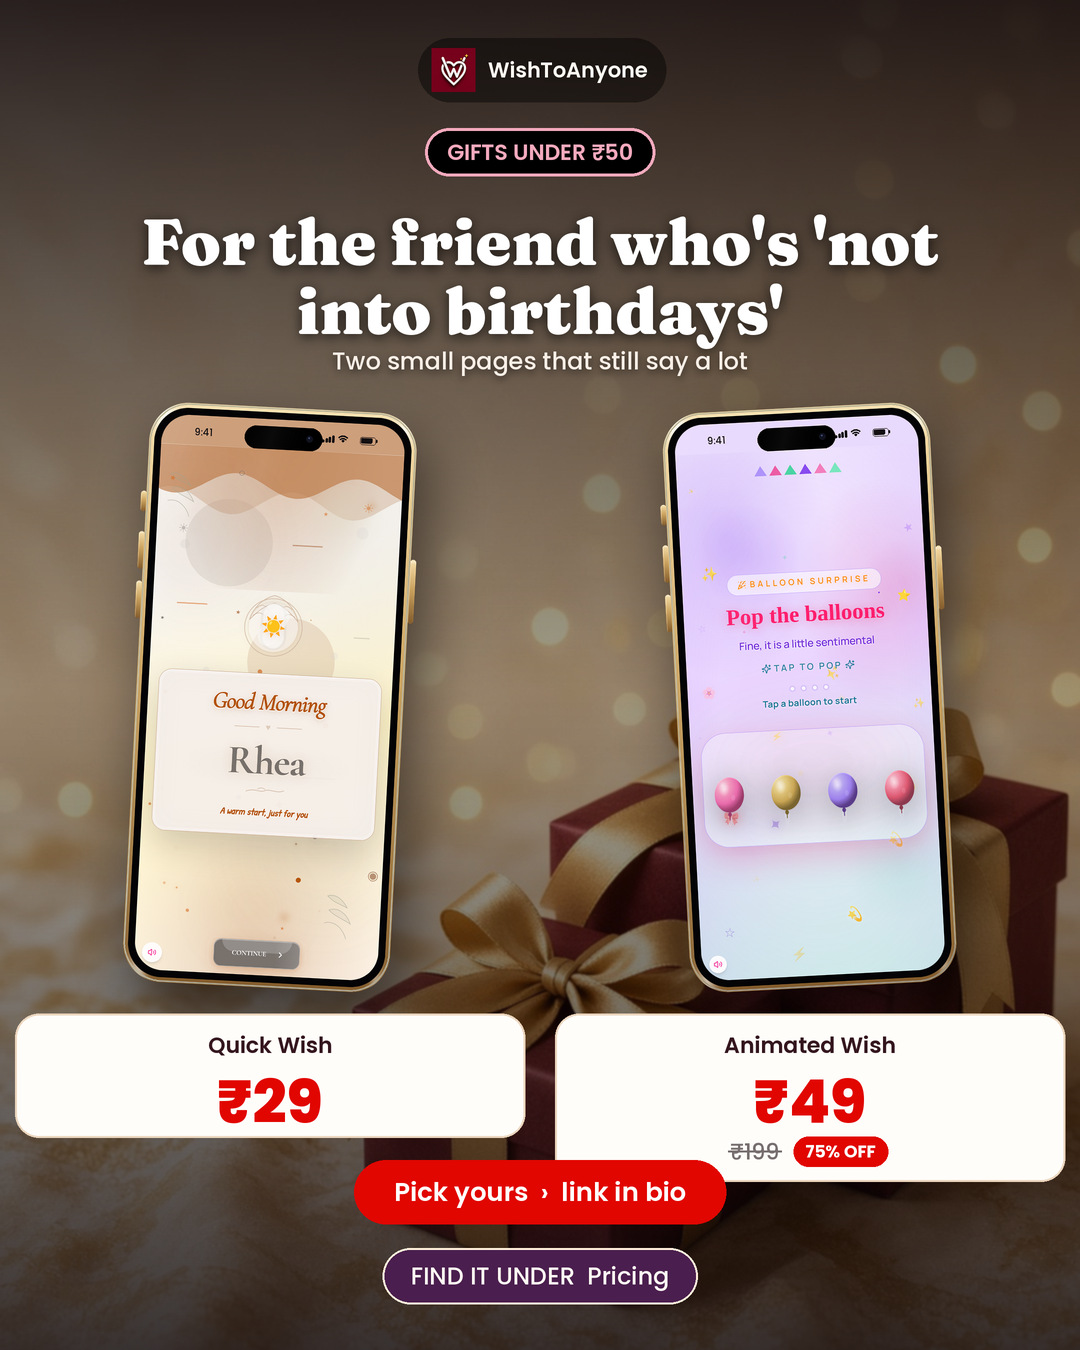 WishToAnyone
GIFTS UNDER ₹50
For the friend who's 'not
into birthdays'
Two small pages that still say a lot
9:41
Good Morning
Rhea
A warm start, just for you
CONTINUE ›
9:41
BALLOON SURPRISE
Pop the balloons
Fine, it is a little sentimental
TAP TO POP
Tap a balloon to start
Quick Wish
₹29
Animated Wish
₹49
₹199 75% OFF
Pick yours › link in bio
FIND IT UNDER Pricing